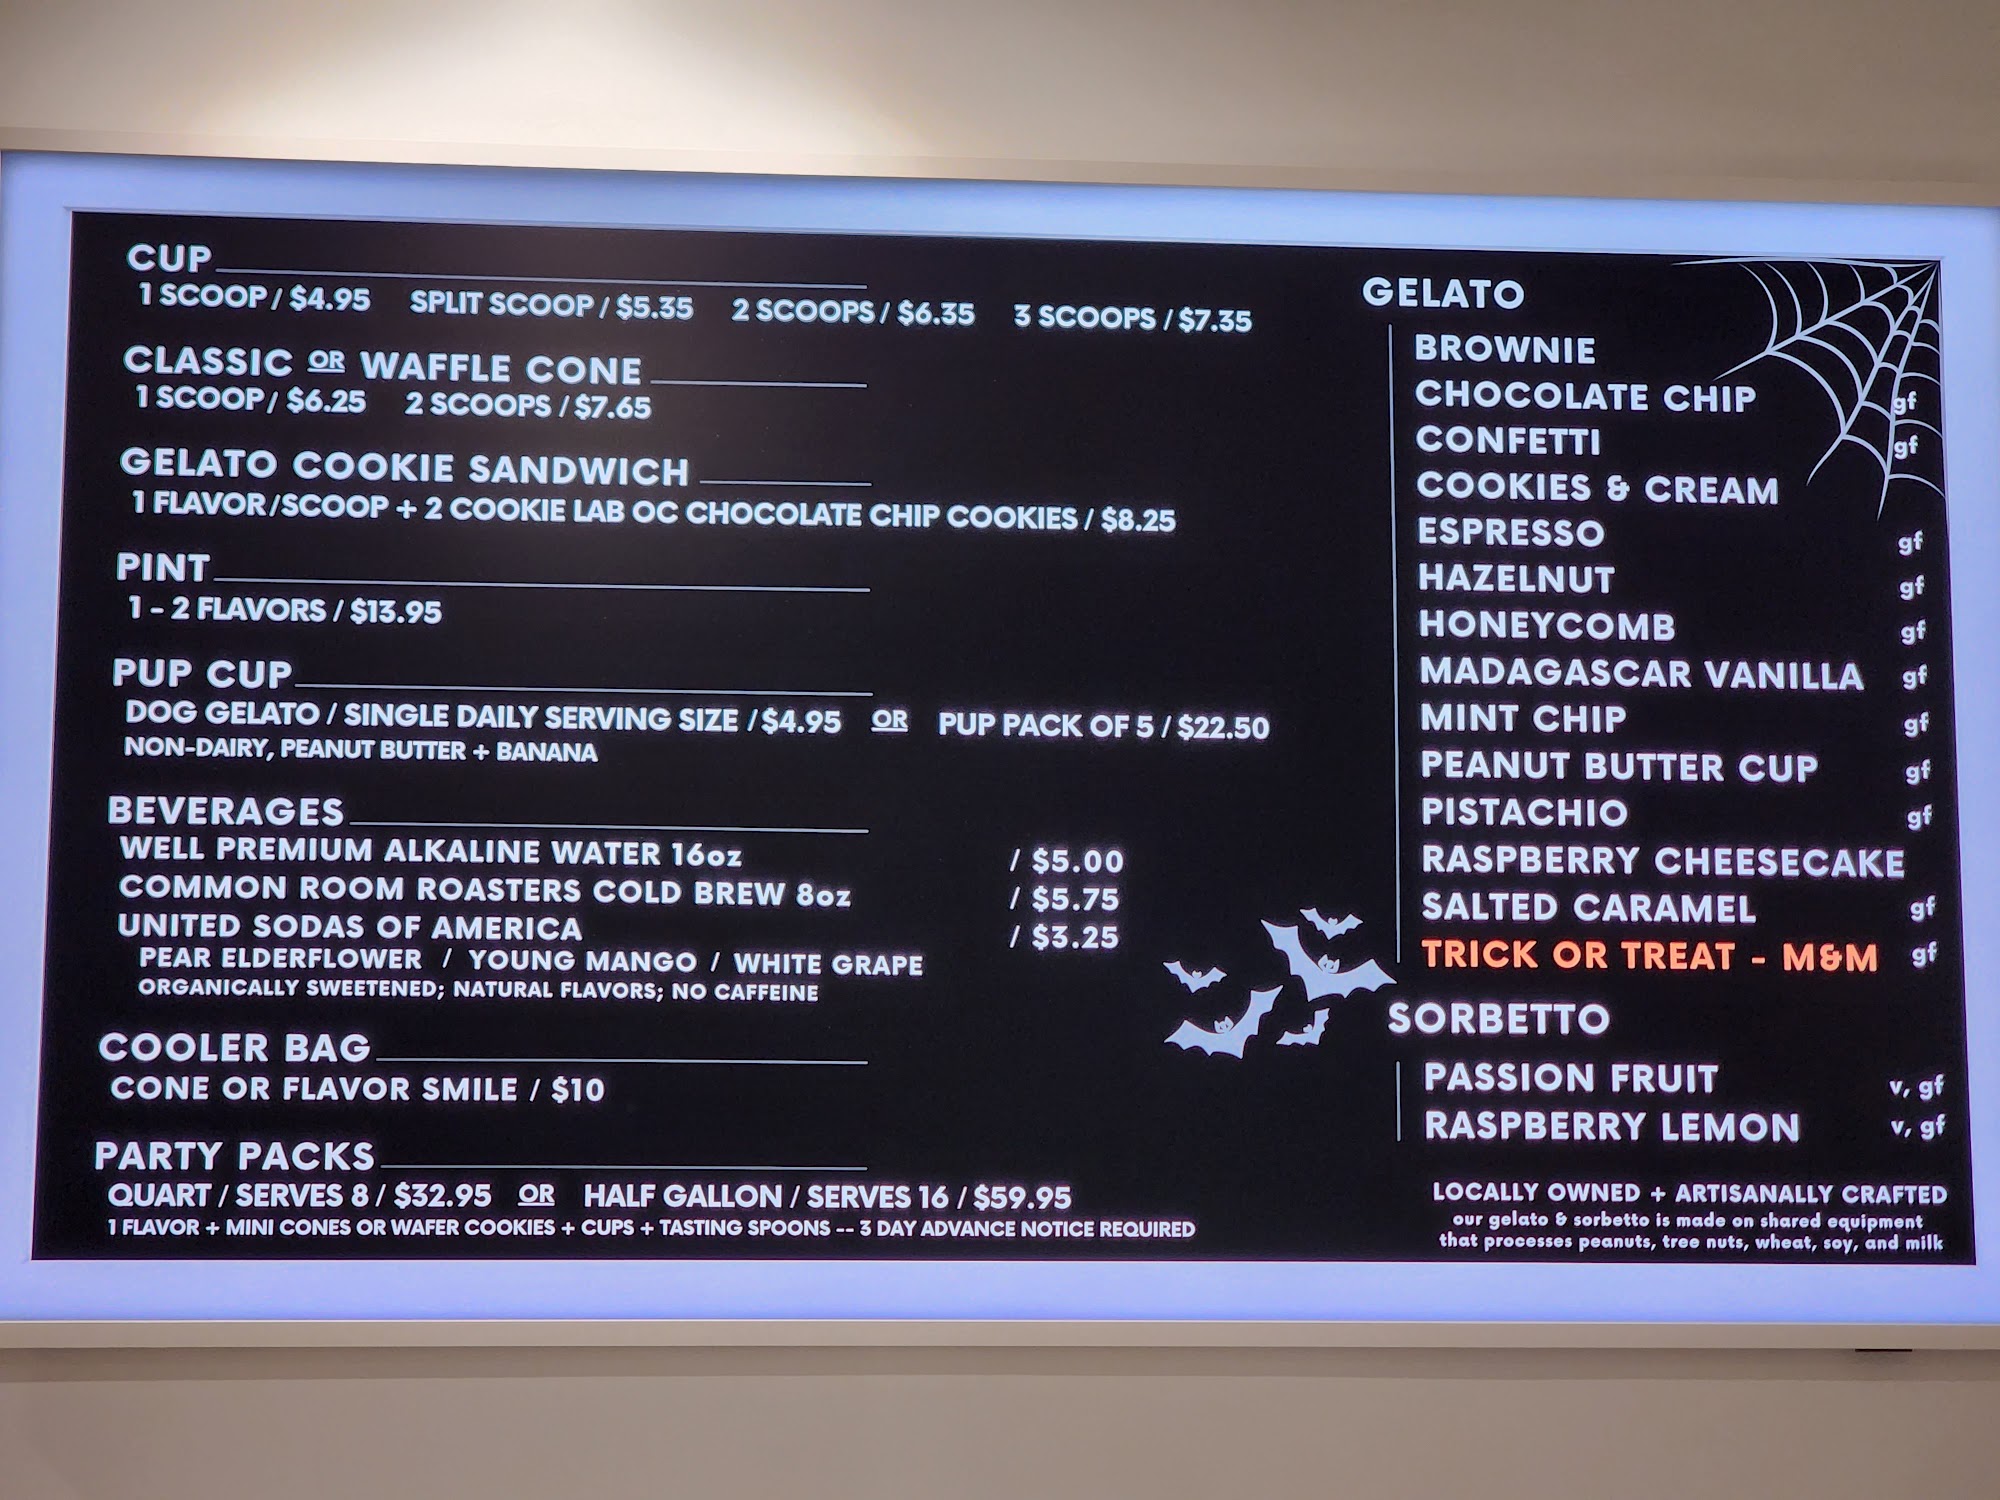 CUP
1 SCOOP / $4.95 SPLIT SCOOP / $5.35 2 SCOOPS / $6.35 3 SCOOPS / $7.35
CLASSIC OR WAFFLE CONE
1 SCOOP / $6.25 2 SCOOPS / $7.65
GELATO COOKIE SANDWICH
1 FLAVOR/SCOOP + 2 COOKIE LAB OC CHOCOLATE CHIP COOKIES / $8.25
PINT
1 - 2 FLAVORS / $13.95
PUP CUP
DOG GELATO / SINGLE DAILY SERVING SIZE / $4.95 OR PUP PACK OF 5 / $22.50
NON-DAIRY, PEANUT BUTTER + BANANA
BEVERAGES
WELL PREMIUM ALKALINE WATER 16oz / $5.00
COMMON ROOM ROASTERS COLD BREW 8oz / $5.75
UNITED SODAS OF AMERICA / $3.25
PEAR ELDERFLOWER / YOUNG MANGO / WHITE GRAPE
ORGANICALLY SWEETENED; NATURAL FLAVORS; NO CAFFEINE
COOLER BAG
CONE OR FLAVOR SMILE / $10
PARTY PACKS
QUART / SERVES 8 / $32.95 OR HALF GALLON / SERVES 16 / $59.95
1 FLAVOR + MINI CONES OR WAFER COOKIES + CUPS + TASTING SPOONS -- 3 DAY ADVANCE NOTICE REQUIRED
GELATO
BROWNIE
CHOCOLATE CHIP gf
CONFETTI gf
COOKIES & CREAM
ESPRESSO gf
HAZELNUT gf
HONEYCOMB gf
MADAGASCAR VANILLA gf
MINT CHIP gf
PEANUT BUTTER CUP gf
PISTACHIO gf
RASPBERRY CHEESECAKE
SALTED CARAMEL gf
TRICK OR TREAT - M&M gf
SORBETTO
PASSION FRUIT v, gf
RASPBERRY LEMON v, gf
LOCALLY OWNED + ARTISANALLY CRAFTED
our gelato & sorbetto is made on shared equipment
that processes peanuts, tree nuts, wheat, soy, and milk